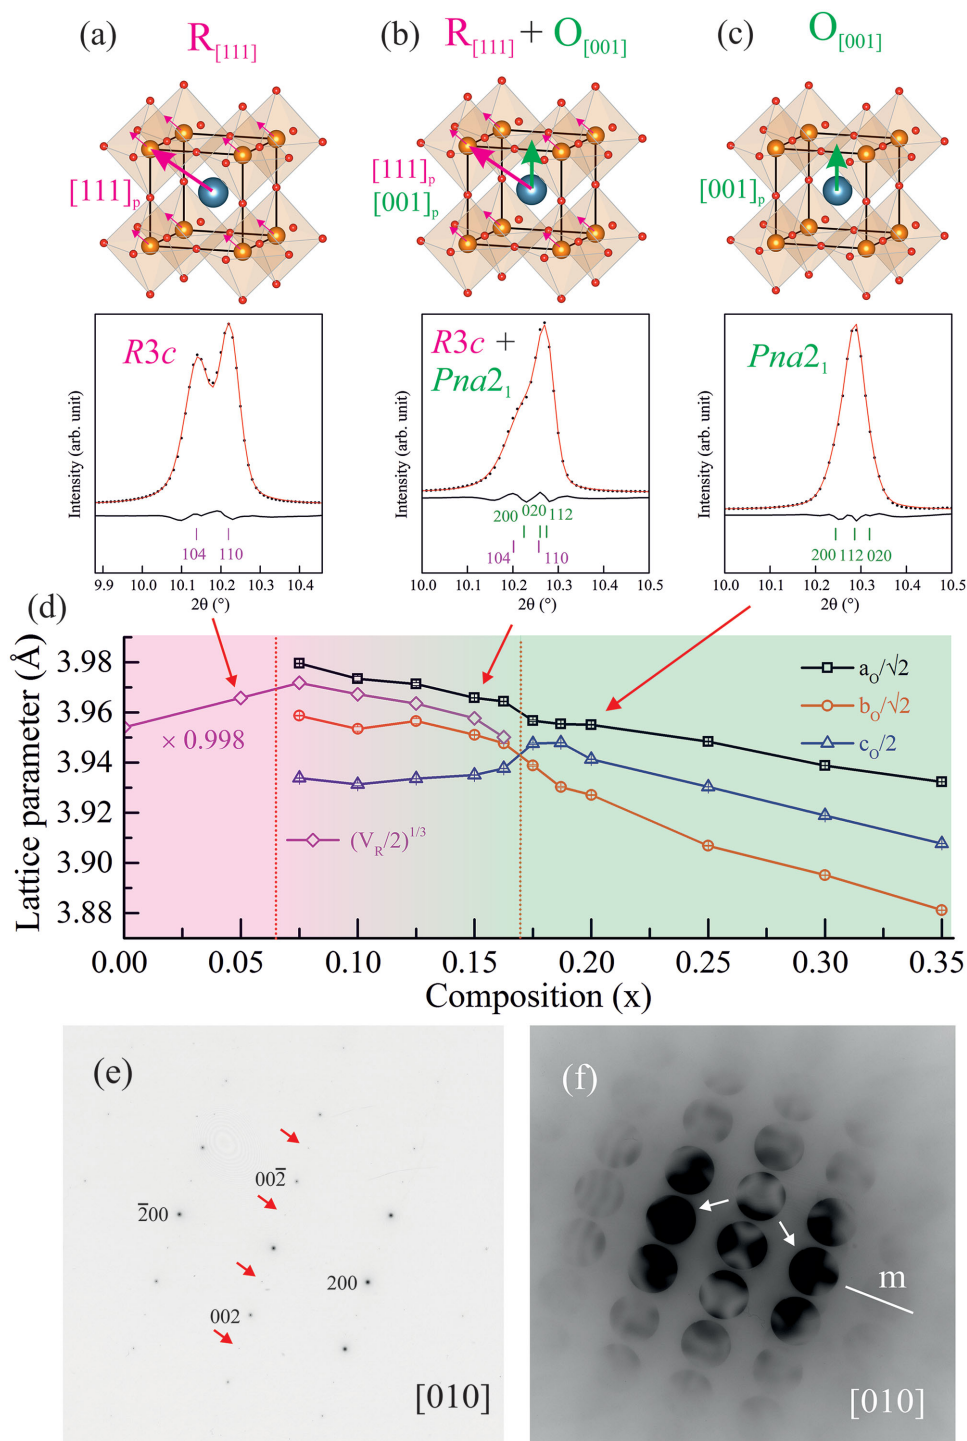 (a) R[111]
(b) R[111] + O[001]
(c) O[001]
[111]p
[111]p
[001]p
[001]p
R3c
Intensity (arb. unit)
104 110
9.9 10.0 10.1 10.2 10.3 10.4
2θ (°)
R3c +
Pna2₁
Intensity (arb. unit)
200 020 112
104 110
10.0 10.1 10.2 10.3 10.4 10.5
2θ (°)
Pna2₁
Intensity (arb. unit)
200 112 020
10.0 10.1 10.2 10.3 10.4 10.5
2θ (°)
(d)
Lattice parameter (Å)
3.98
3.96
3.94
3.92
3.90
3.88
× 0.998
(V_R/2)^1/3
a_O/√2
b_O/√2
c_O/2
0.00 0.05 0.10 0.15 0.20 0.25 0.30 0.35
Composition (x)
(e)
002̅
2̅00
200
002
[010]
(f)
m
[010]